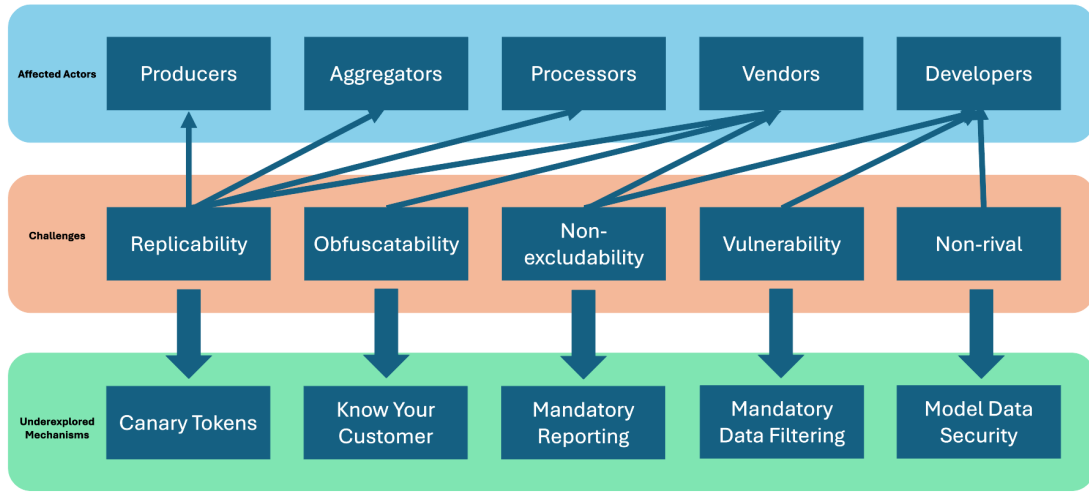 Affected Actors
Producers
Aggregators
Processors
Vendors
Developers
Challenges
Replicability
Obfuscatability
Non-
excludability
Vulnerability
Non-rival
Underexplored
Mechanisms
Canary Tokens
Know Your
Customer
Mandatory
Reporting
Mandatory
Data Filtering
Model Data
Security